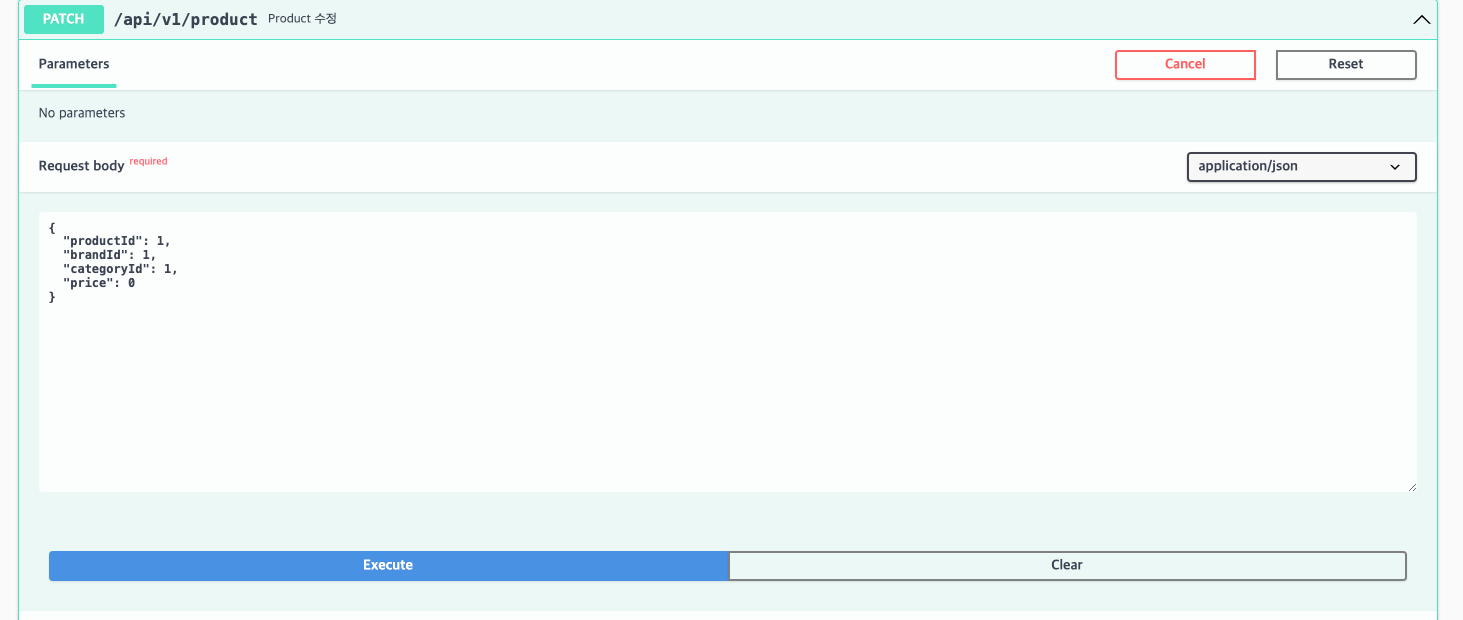 PATCH /api/v1/product Product 수정
Parameters Cancel Reset
No parameters
Request body required application/json
{
  "productId": 1,
  "brandId": 1,
  "categoryId": 1,
  "price": 0
}
Execute Clear